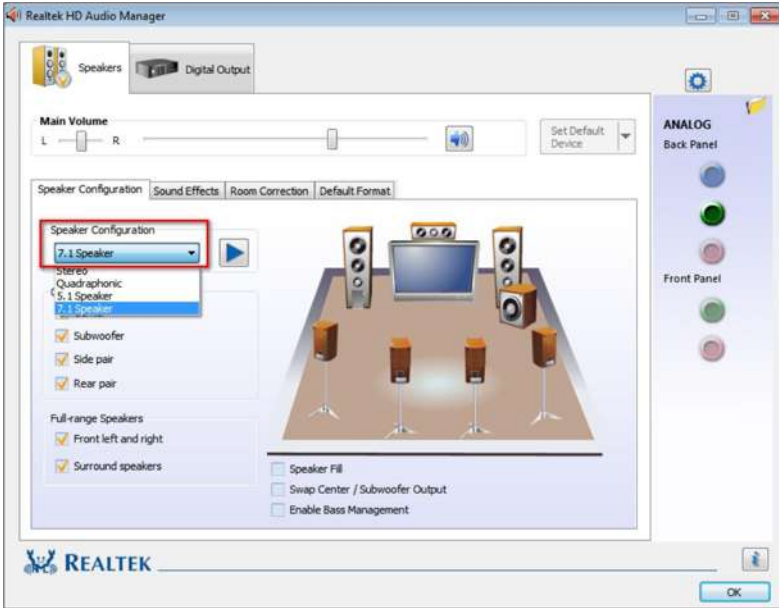 Realtek HD Audio Manager
Speakers
Digital Output
Main Volume
L
R
Set Default
Device
ANALOG
Back Panel
Speaker Configuration
Sound Effects
Room Correction
Default Format
Speaker Configuration
7.1 Speaker
Stereo
Quadraphonic
5.1 Speaker
7.1 Speaker
Subwoofer
Side pair
Rear pair
Front Panel
Full-range Speakers
Front left and right
Surround speakers
Speaker Fill
Swap Center / Subwoofer Output
Enable Bass Management
REALTEK
OK